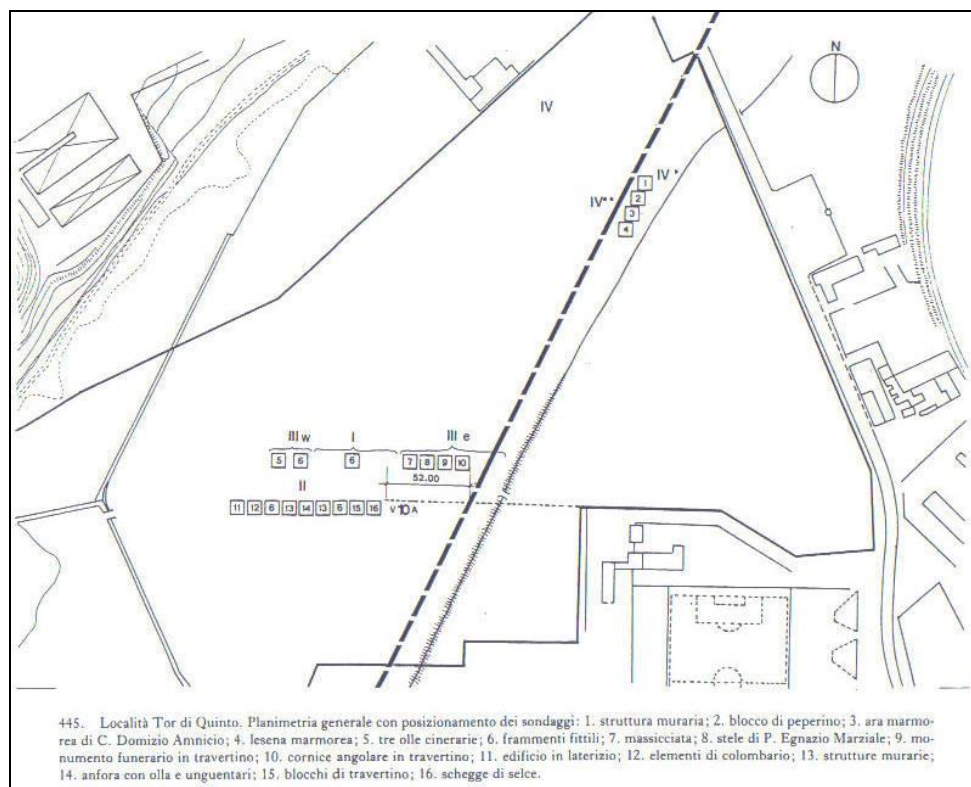 N
IV
IV •
1
IV••
2
3
4
III w
I
III e
5
6
6
7
8
9
10
52.00
II
11
12
6
13
14
13
6
15
16
V 10 A
445. Località Tor di Quinto. Planimetria generale con posizionamento dei sondaggi: 1. struttura muraria; 2. blocco di peperino; 3. ara marmo-
rea di C. Domizio Amnicio; 4. lesena marmorea; 5. tre olle cinerarie; 6. frammenti fittili; 7. massicciata; 8. stele di P. Egnazio Marziale; 9. mo-
numento funerario in travertino; 10. cornice angolare in travertino; 11. edificio in laterizio; 12. elementi di colombario; 13. strutture murarie;
14. anfora con olla e unguentari; 15. blocchi di travertino; 16. schegge di selce.